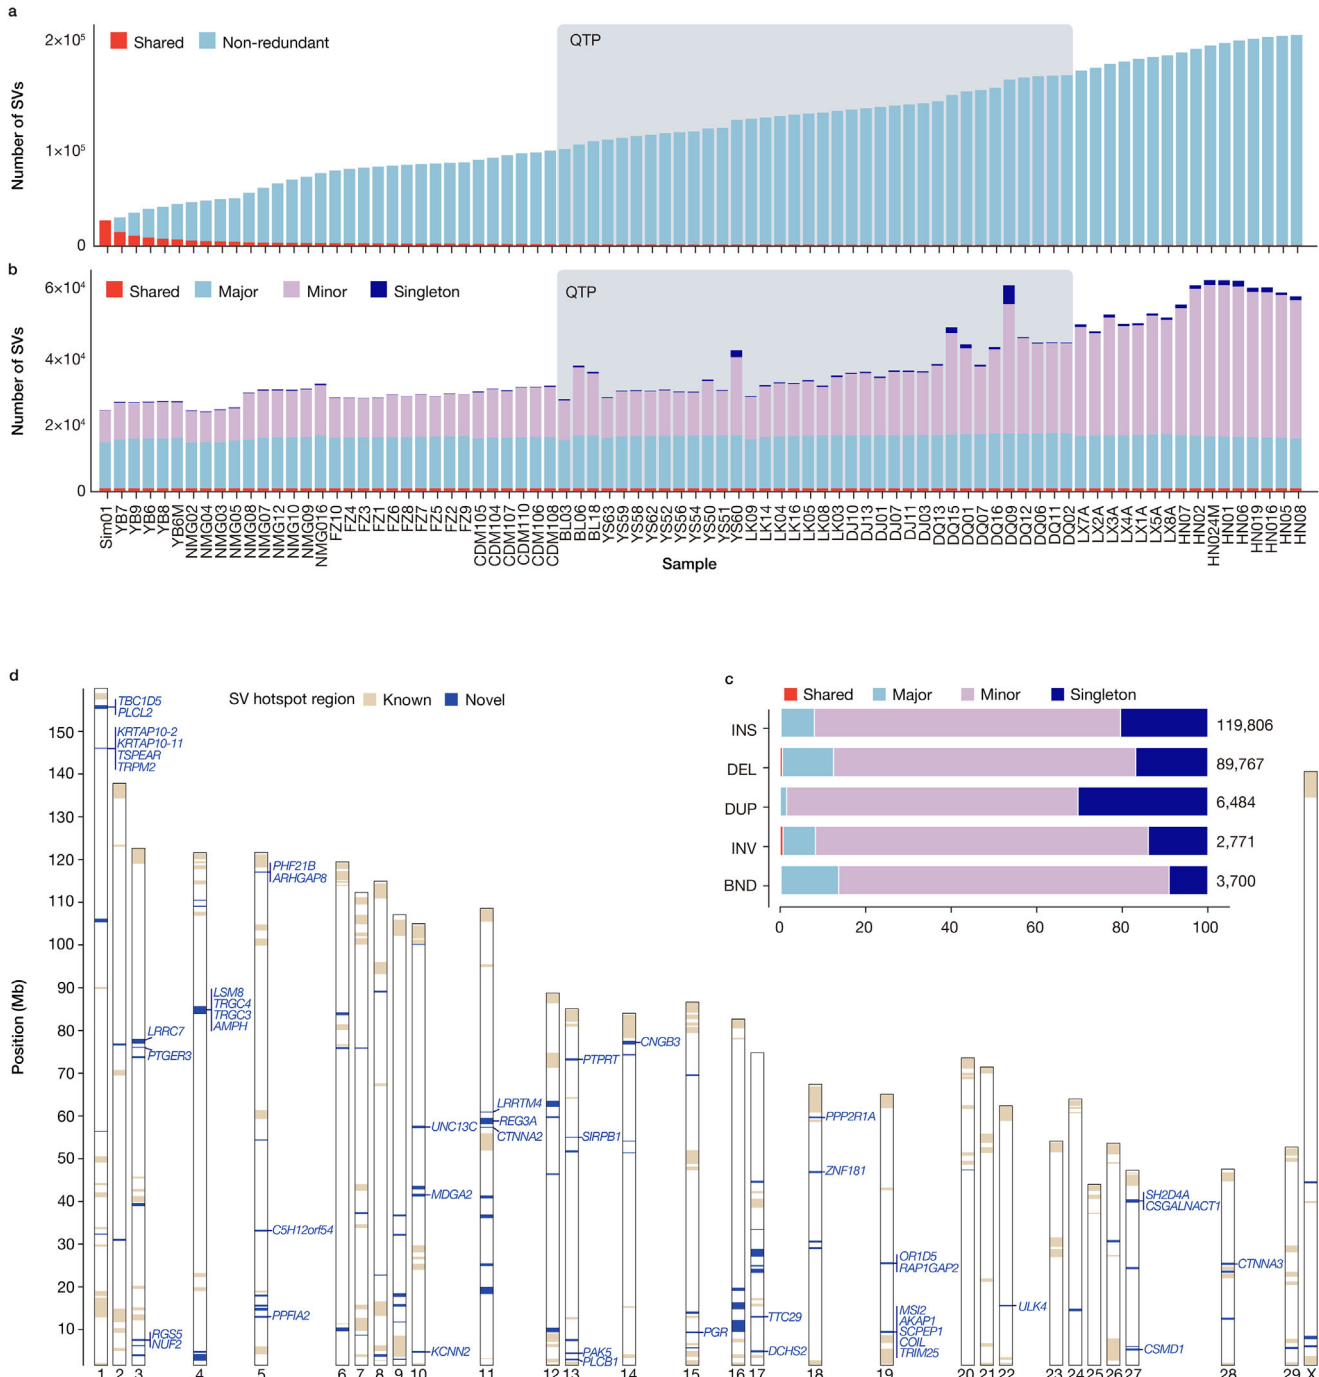 a
2×10⁵
1×10⁵
0
Number of SVs
Shared
Non-redundant
QTP
b
6×10⁴
4×10⁴
2×10⁴
0
Number of SVs
Shared
Major
Minor
Singleton
QTP
Sim01
YB7
YB9
YB6
YB8
YB6M
NMG02
NMG04
NMG03
NMG05
NMG08
NMG07
NMG12
NMG10
NMG09
NMG016
FZ10
FZ4
FZ3
FZ1
FZ6
FZ8
FZ7
FZ5
FZ2
FZ9
CDM105
CDM104
CDM107
CDM110
CDM106
CDM108
BL03
BL06
BL18
YS63
YS59
YS58
YS62
YS52
YS56
YS54
YS50
YS51
YS60
LK09
LK14
LK04
LK16
LK05
LK08
LK03
DJ10
DJ13
DJ01
DJ07
DJ11
DJ03
DQ13
DQ15
DQ01
DQ07
DQ16
DQ09
DQ12
DQ06
DQ11
DQ02
LX7A
LX2A
LX3A
LX4A
LX1A
LX5A
LX8A
HN07
HN02
HN024M
HN01
HN06
HN019
HN016
HN05
HN08
Sample
d
SV hotspot region
Known
Novel
Position (Mb)
150
140
130
120
110
100
90
80
70
60
50
40
30
20
10
TBC1D5
PLCL2
KRTAP10-2
KRTAP10-11
TSPEAR
TRPM2
LRRC7
PTGER3
RGS5
NUF2
LSM8
TRGC4
TRGC3
AMPH
PHF21B
ARHGAP8
C5H12orf54
PPFIA2
UNC13C
MDGA2
KCNN2
LRRTM4
REG3A
CTNNA2
PTPRT
SIRPB1
PAK5
PLCB1
CNGB3
PGR
TTC29
DCHS2
PPP2R1A
ZNF181
OR1D5
RAP1GAP2
MSI2
AKAP1
SCPEP1
COIL
TRIM25
ULK4
SH2D4A
CSGALNACT1
CSMD1
CTNNA3
1
2
3
4
5
6
7
8
9
10
11
12
13
14
15
16
17
18
19
20
21
22
23
24
25
26
27
28
29
X
c
Shared
Major
Minor
Singleton
INS
119,806
DEL
89,767
DUP
6,484
INV
2,771
BND
3,700
0
20
40
60
80
100